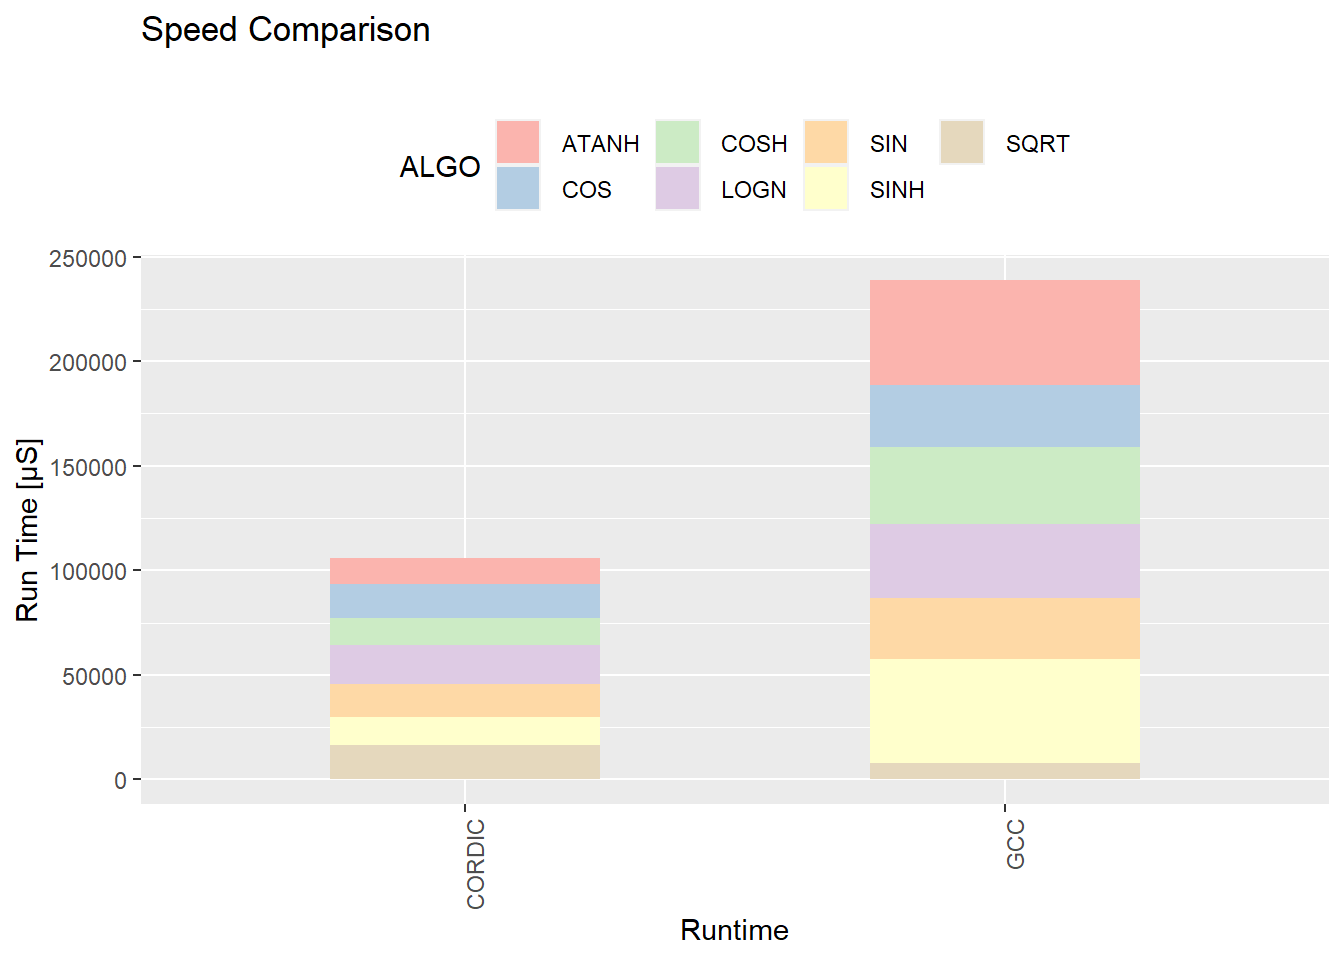 Speed Comparison
ALGO
ATANH COSH SIN SQRT
COS LOGN SINH
250000
200000
150000
100000
50000
0
Run Time [µS]
CORDIC
GCC
Runtime